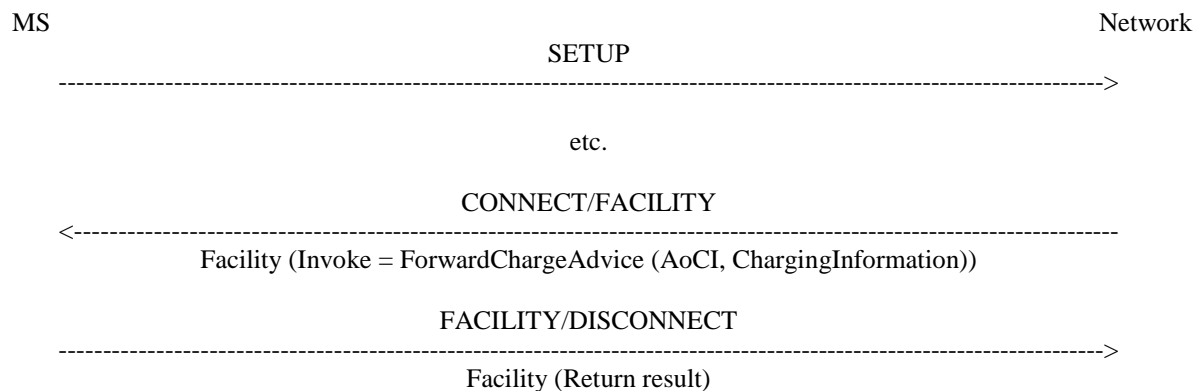 MS Network
SETUP
------------------------------------------------------------------------------------------------------------------------>
etc.
CONNECT/FACILITY
<------------------------------------------------------------------------------------------------------------------------
Facility (Invoke = ForwardChargeAdvice (AoCI, ChargingInformation))
FACILITY/DISCONNECT
------------------------------------------------------------------------------------------------------------------------>
Facility (Return result)